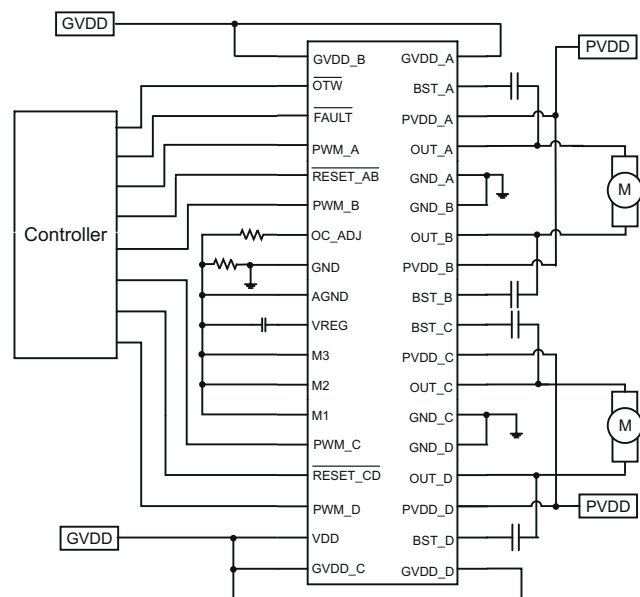 GVDD
PVDD
GVDD_B
GVDD_A
OTW
BST_A
FAULT
PVDD_A
PWM_A
OUT_A
RESET_AB
GND_A
M
PWM_B
GND_B
Controller
OC_ADJ
OUT_B
GND
PVDD_B
AGND
BST_B
VREG
BST_C
M3
PVDD_C
M2
OUT_C
M1
GND_C
M
PWM_C
GND_D
RESET_CD
OUT_D
PWM_D
PVDD_D
PVDD
GVDD
VDD
BST_D
GVDD_C
GVDD_D